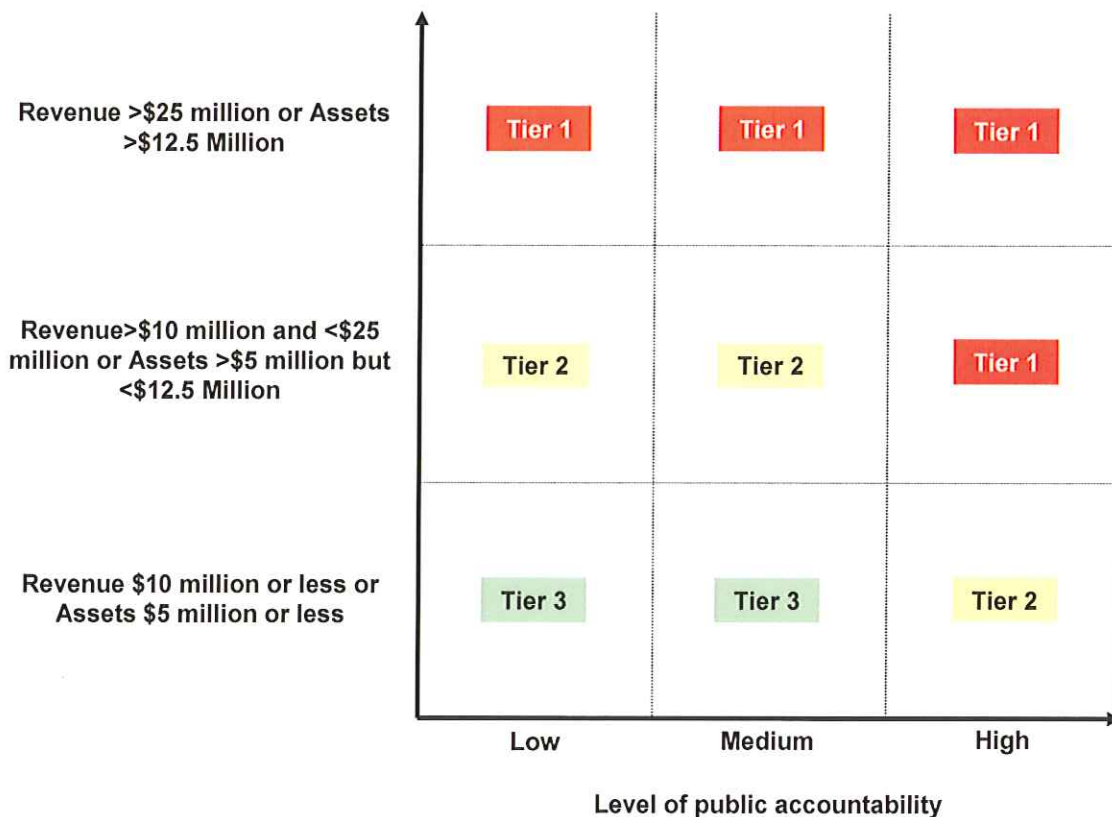 Revenue >$25 million or Assets
>$12.5 Million
Tier 1
Tier 1
Tier 1
Revenue>$10 million and <$25
million or Assets >$5 million but
<$12.5 Million
Tier 2
Tier 2
Tier 1
Revenue $10 million or less or
Assets $5 million or less
Tier 3
Tier 3
Tier 2
Low
Medium
High
Level of public accountability